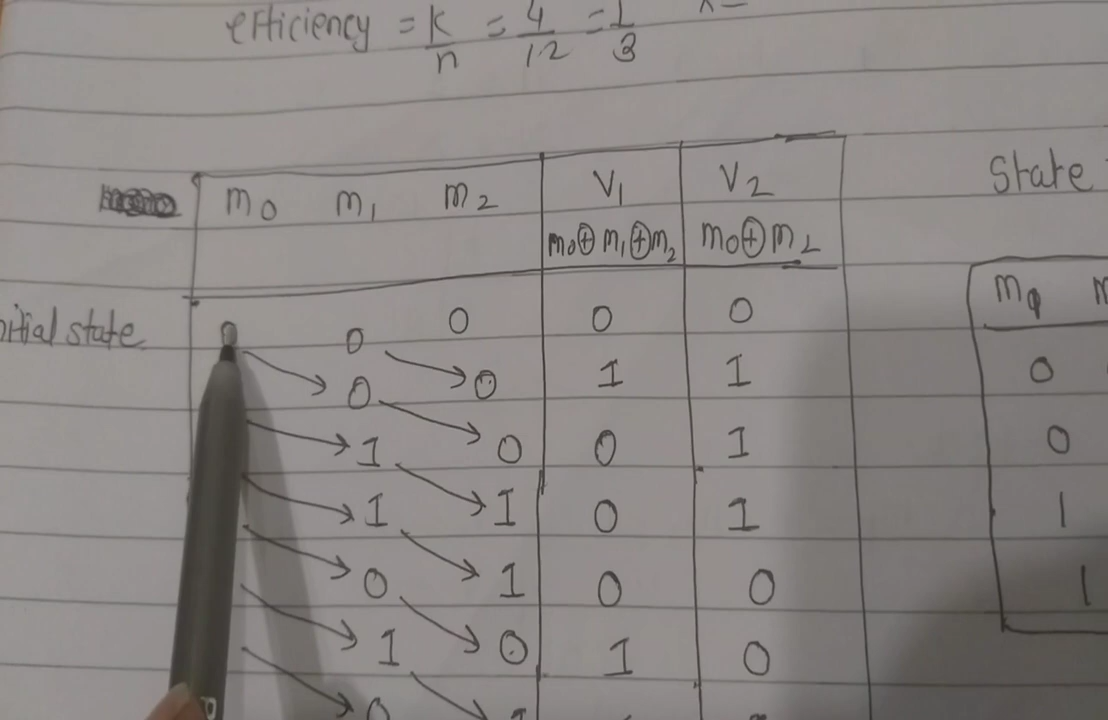 efficiency = k/n = 4/12 = 1/3
m0 m1 m2 V1 V2
m0⊕m1⊕m2 m0⊕m2
State
m m
nitial state 0 0 0 0 0
0 0 1 1 0
1 0 0 1 0
1 1 0 1 1
0 1 0 0 1
1 0 1 0
0